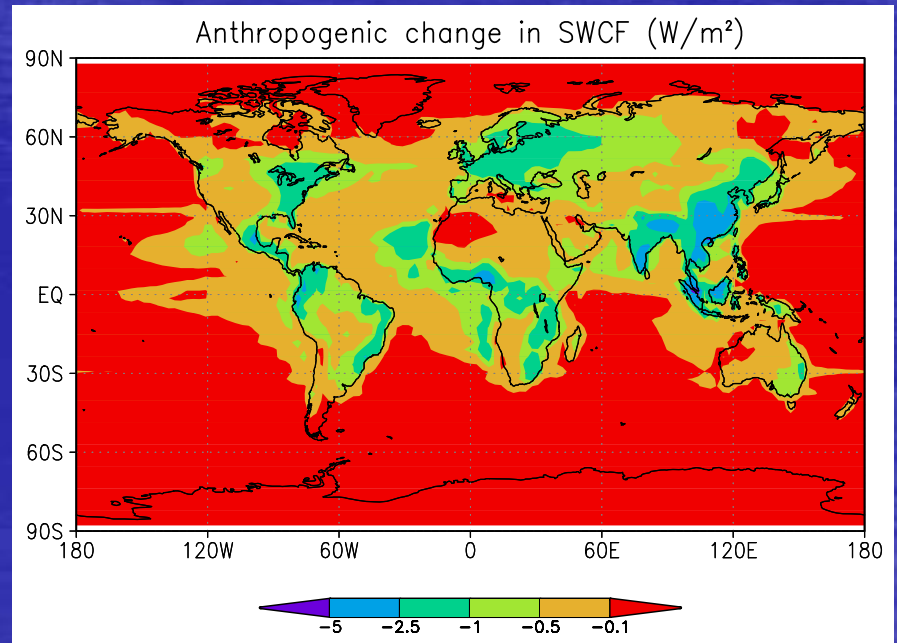 Anthropogenic change in SWCF (W/m²)
90N
60N
30N
EQ
30S
60S
90S
180 120W 60W 0 60E 120E 180
-5 -2.5 -1 -0.5 -0.1